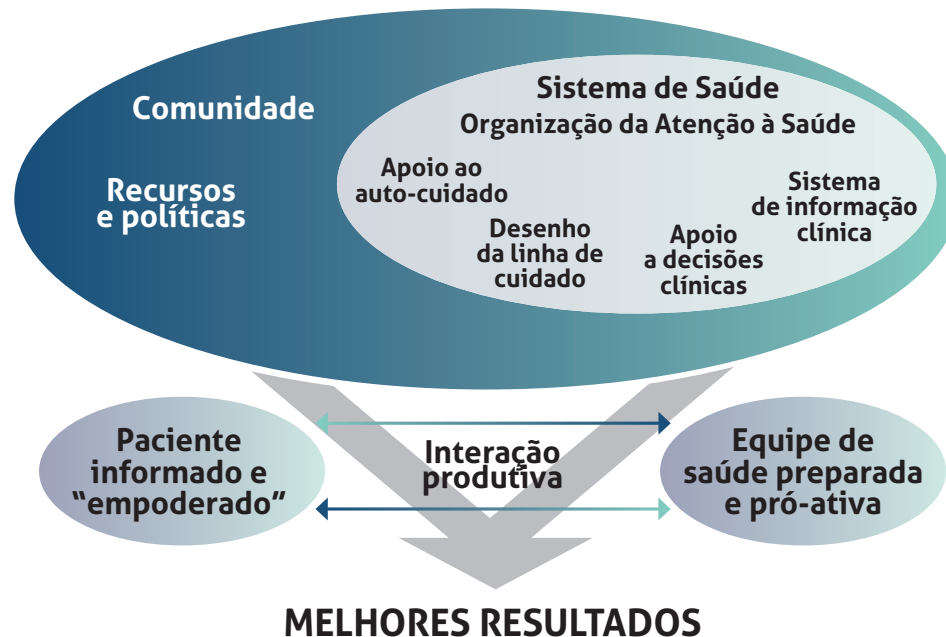 Comunidade
Recursos
e políticas
Sistema de Saúde
Organização da Atenção à Saúde
Apoio ao
auto-cuidado
Desenho
da linha de
cuidado
Apoio
a decisões
clínicas
Sistema
de informação
clínica
Paciente
informado e
“empoderado”
Interação
produtiva
Equipe de
saúde preparada
e pró-ativa
MELHORES RESULTADOS